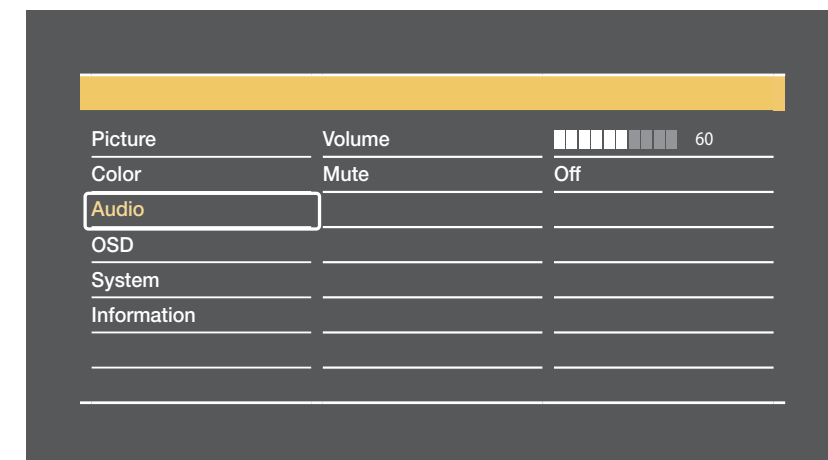 Picture Volume 60
Color Mute Off
Audio
OSD
System
Information